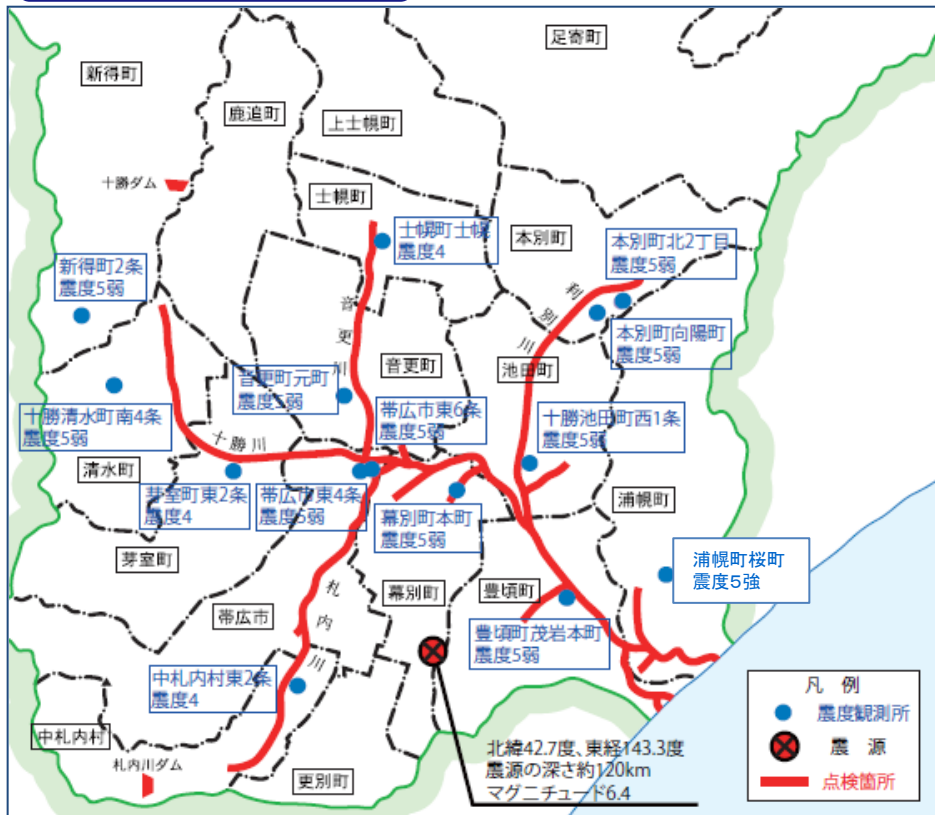 足寄町
新得町
鹿追町
上士幌町
十勝ダム
士幌町
士幌町士幌
震度4
本別町
本別町北2丁目
震度5弱
新得町2条
震度5弱
利別川
音更川
本別町向陽町
震度5弱
音更町
池田町
音更町元町
震度5弱
十勝清水町南4条
震度5弱
帯広市東6条
震度5弱
十勝池田町西1条
震度5弱
十勝川
清水町
芽室町東2条
震度4
帯広市東4条
震度5弱
幕別町本町
震度5弱
浦幌町
芽室町
浦幌町桜町
震度5強
札内川
幕別町
豊頃町
帯広市
豊頃町茂岩本町
震度5弱
中札内村東2条
震度4
中札内村
札内川ダム
更別町
北緯42.7度、東経143.3度
震源の深さ約120km
マグニチュード6.4
凡 例
震度観測所
震 源
点検箇所